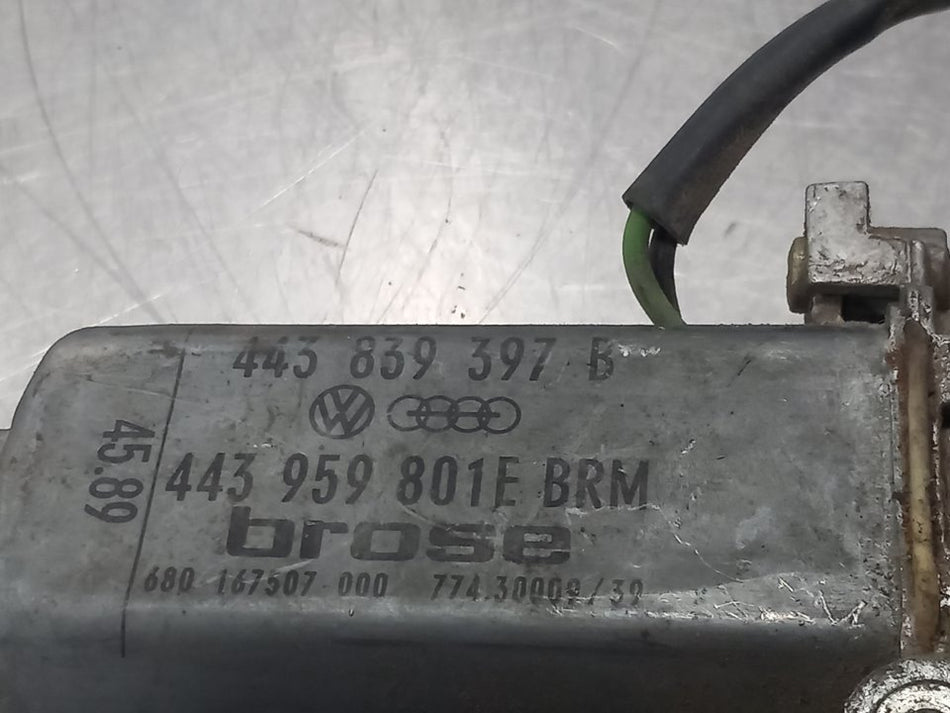 443 839 397 B
443 959 801E BRM
brose
680 167507 000 774.30009/39
45.89